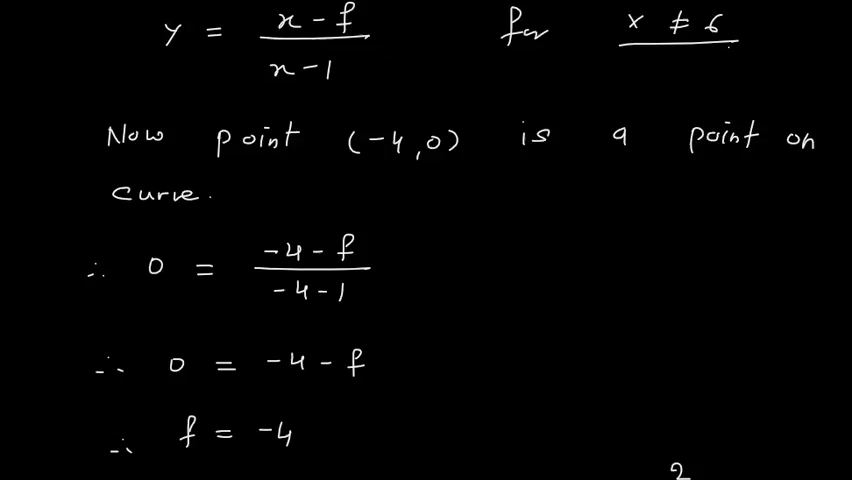 y = x - f / x - 1 for x ≠ 6
Now point (-4, 0) is a point on
curve.
∴ 0 = -4 - f / -4 - 1
∴ 0 = -4 - f
∴ f = -4
2